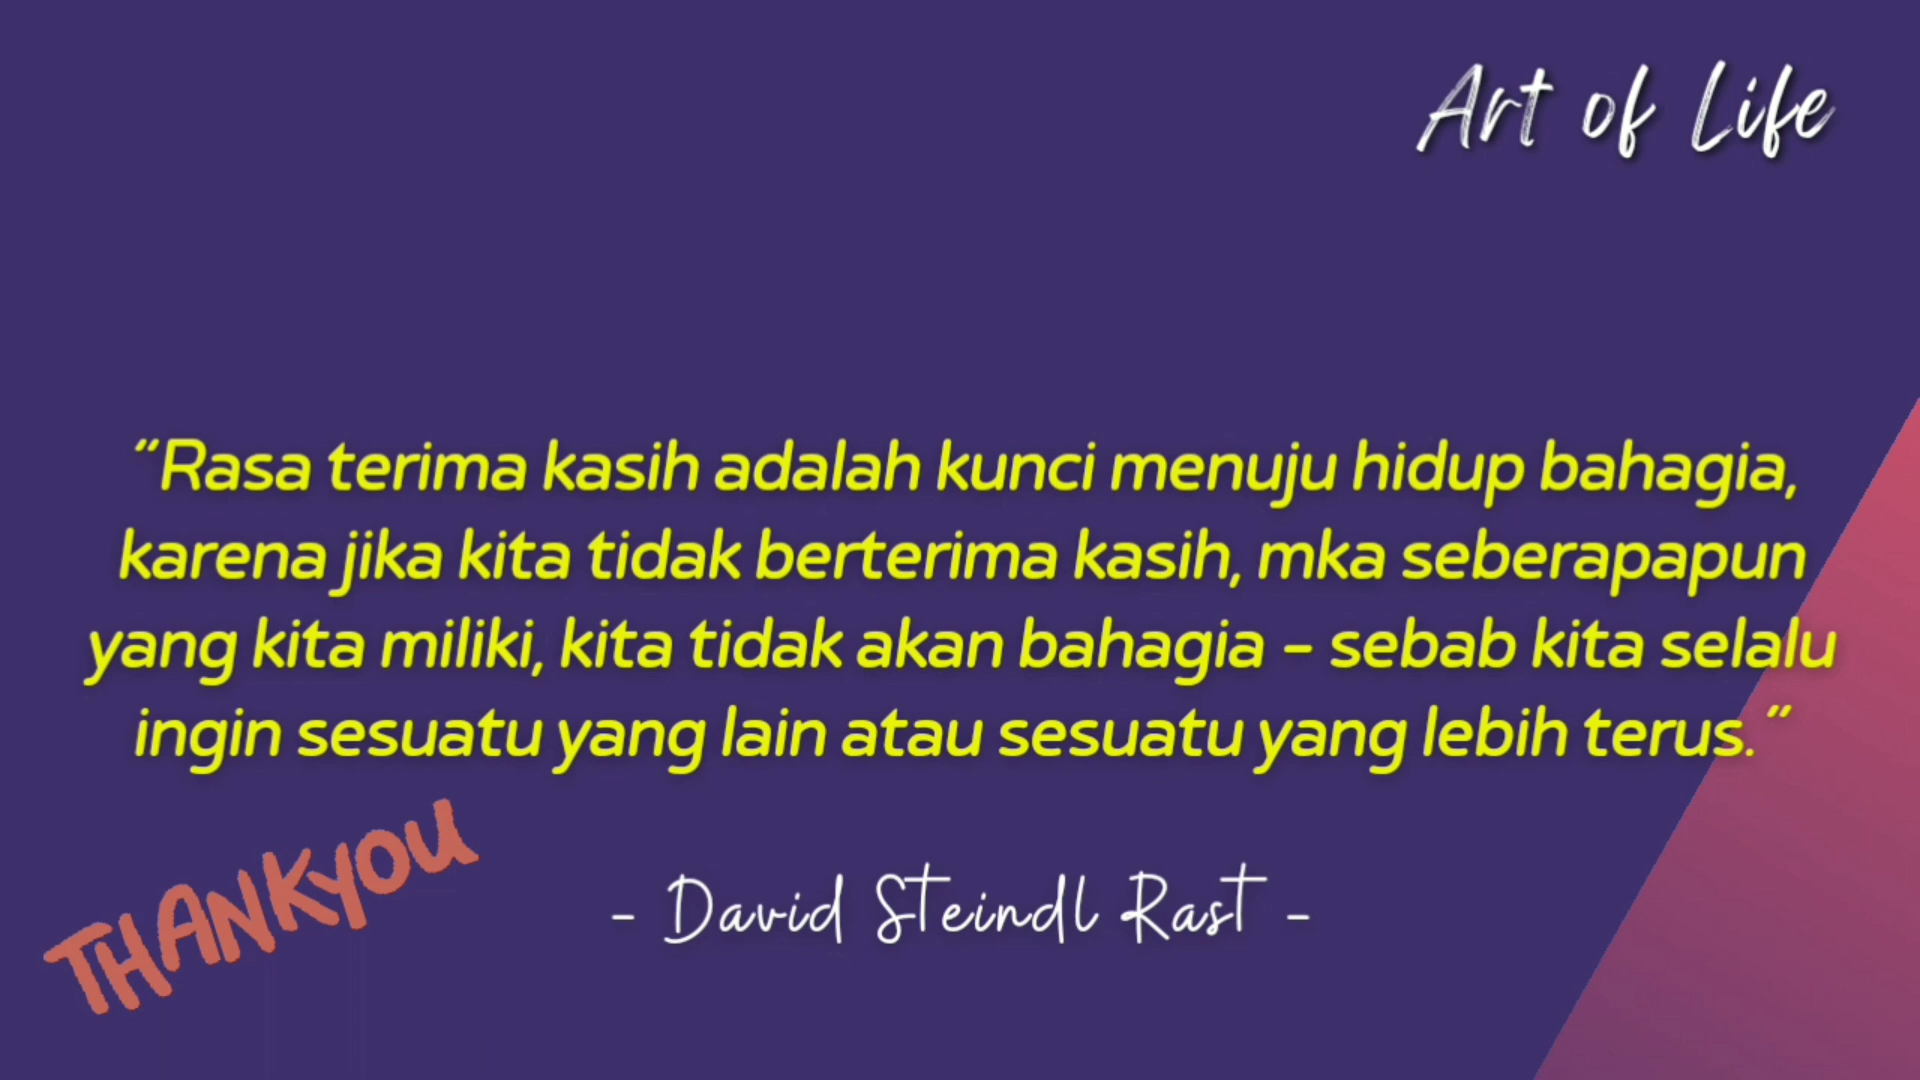 Art of Life
“Rasa terima kasih adalah kunci menuju hidup bahagia,
karena jika kita tidak berterima kasih, mka seberapapun
yang kita miliki, kita tidak akan bahagia - sebab kita selalu
ingin sesuatu yang lain atau sesuatu yang lebih terus.”
THANKYOU
- David Steindl Rast -